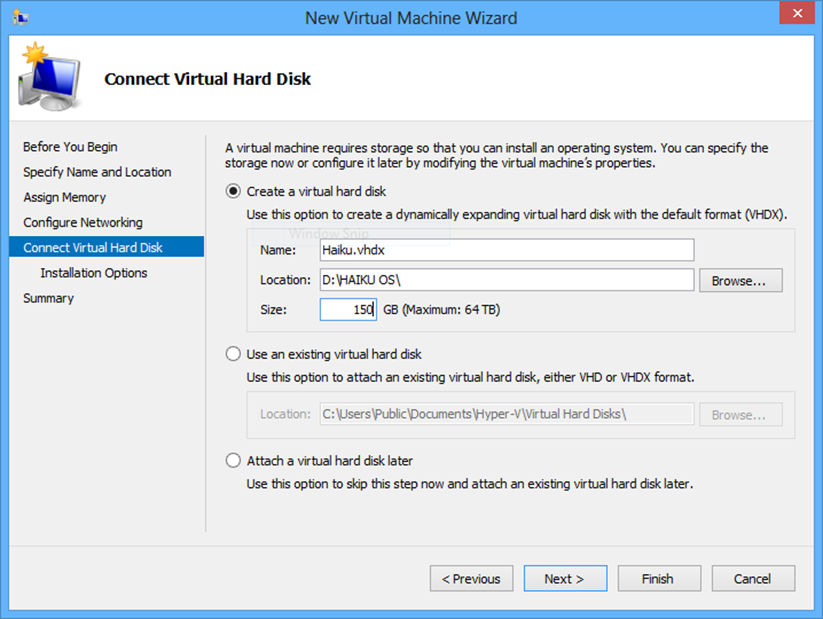 New Virtual Machine Wizard
Connect Virtual Hard Disk
Before You Begin
Specify Name and Location
Assign Memory
Configure Networking
Connect Virtual Hard Disk
Installation Options
Summary
A virtual machine requires storage so that you can install an operating system. You can specify the
storage now or configure it later by modifying the virtual machine's properties.
Create a virtual hard disk
Use this option to create a dynamically expanding virtual hard disk with the default format (VHDX).
Window Snip
Name: Haiku.vhdx
Location: D:\HAIKU OS\ Browse...
Size: 150 GB (Maximum: 64 TB)
Use an existing virtual hard disk
Use this option to attach an existing virtual hard disk, either VHD or VHDX format.
Location: C:\Users\Public\Documents\Hyper-V\Virtual Hard Disks\ Browse...
Attach a virtual hard disk later
Use this option to skip this step now and attach an existing virtual hard disk later.
< Previous Next > Finish Cancel